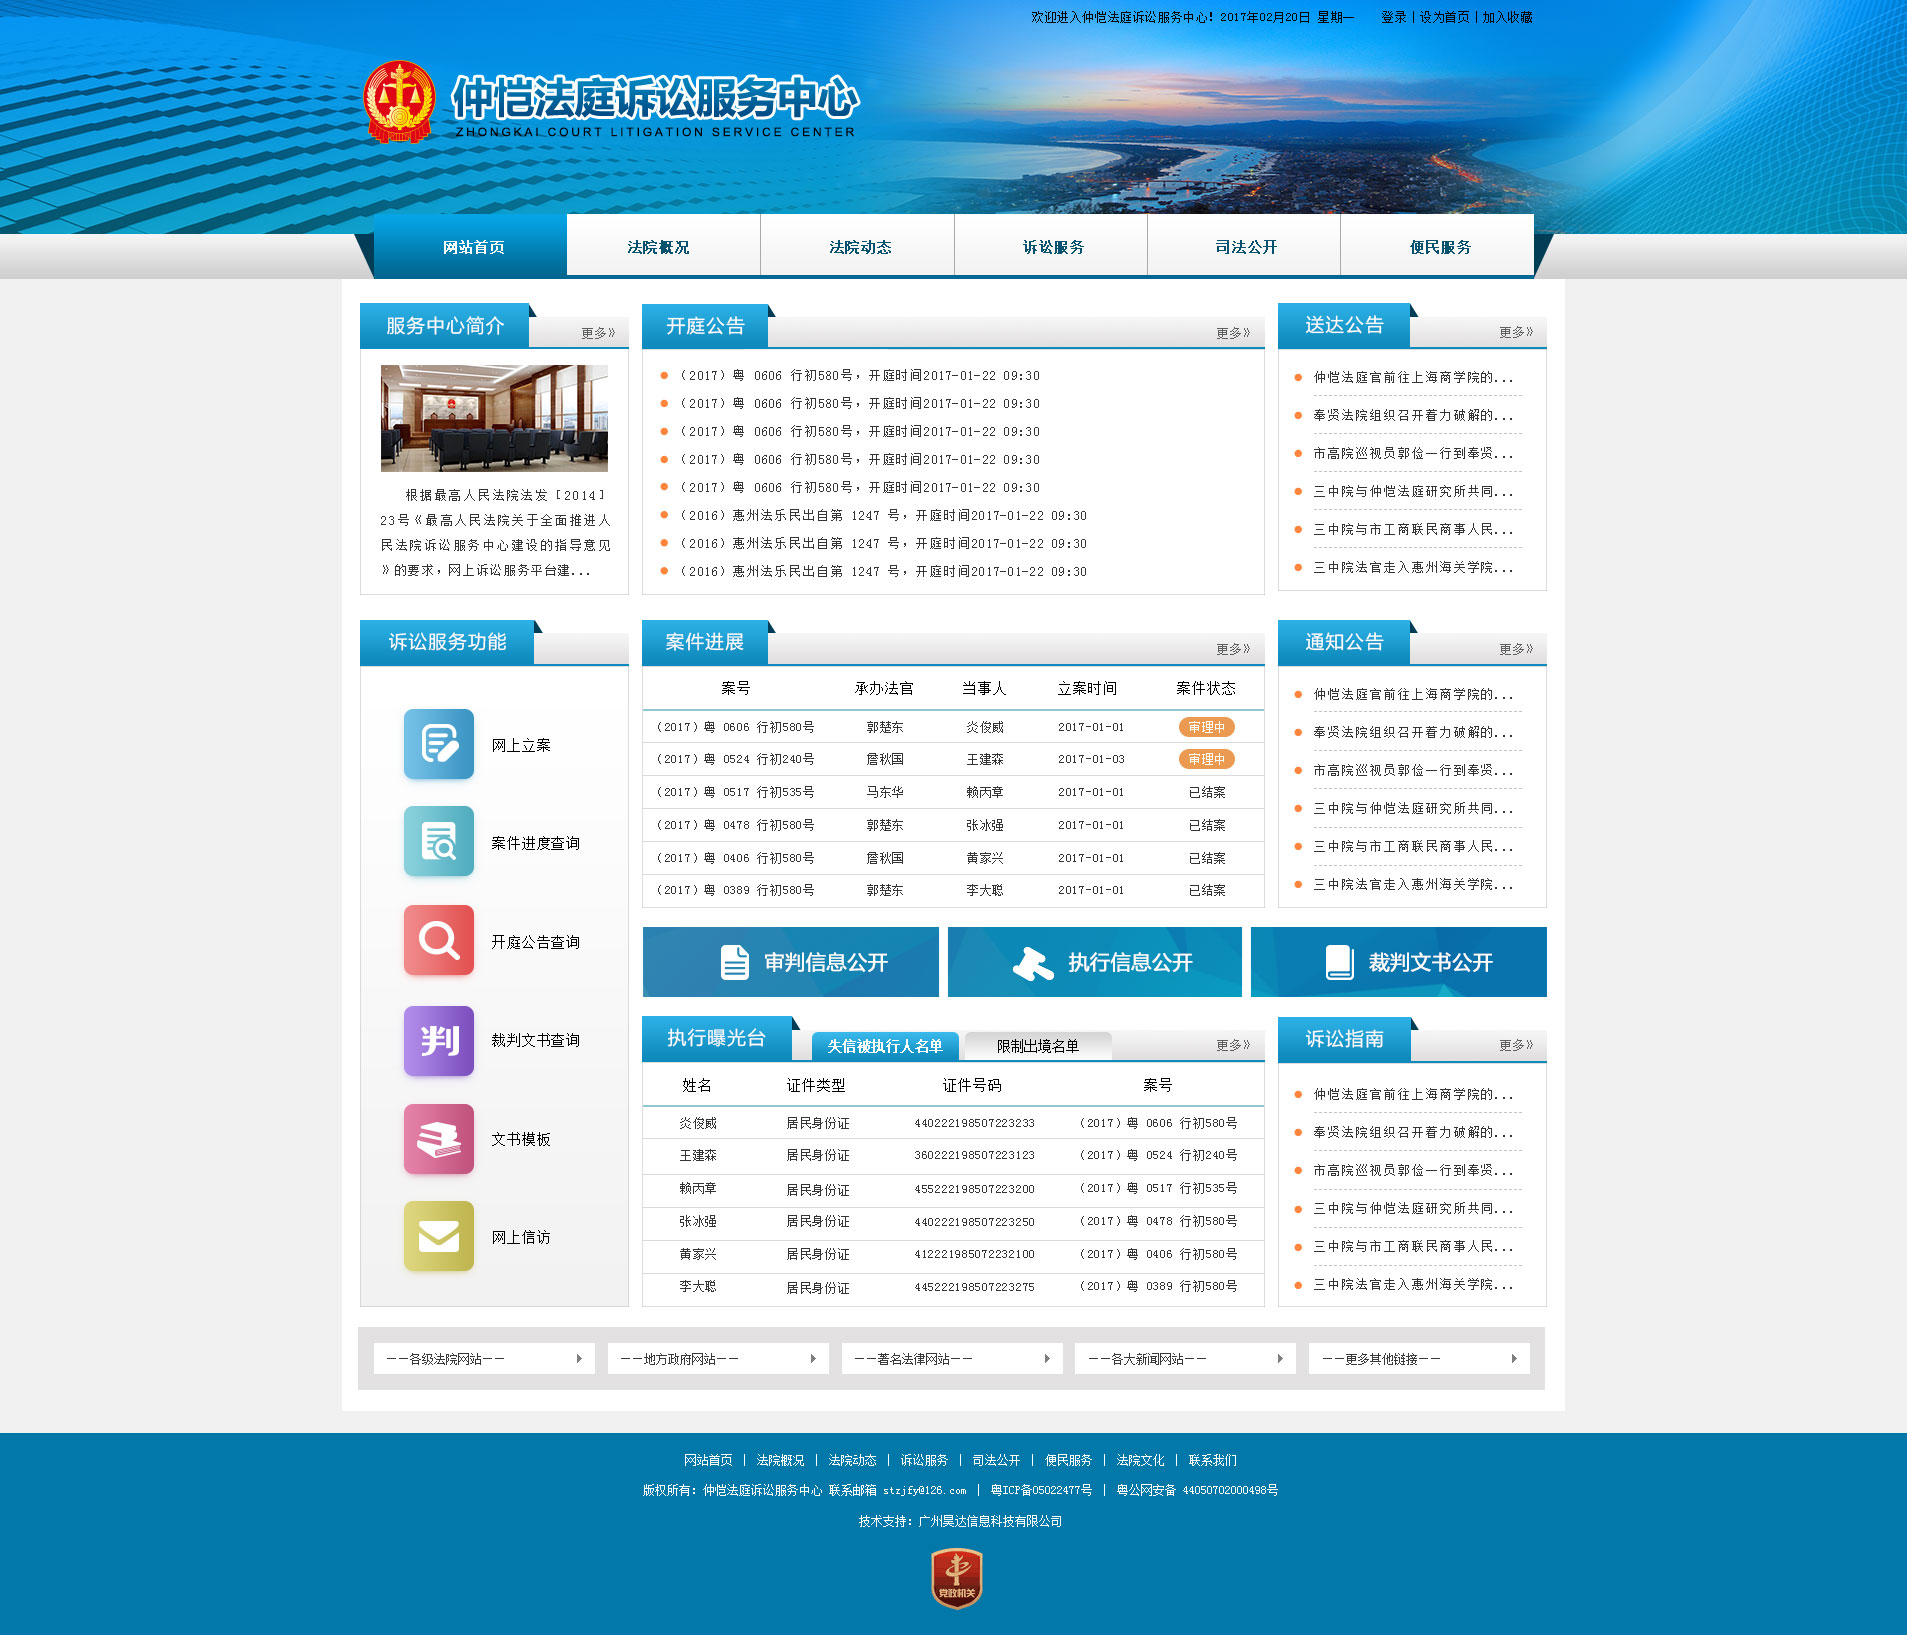 欢迎进入仲恺法庭诉讼服务中心! 2017年02月20日 星期一 登录 | 设为首页 | 加入收藏
仲恺法庭诉讼服务中心
ZHONGKAI COURT LITIGATION SERVICE CENTER
网站首页 法院概况 法院动态 诉讼服务 司法公开 便民服务
服务中心简介 更多》
根据最高人民法院法发［2014］
23号《最高人民法院关于全面推进人
民法院诉讼服务中心建设的指导意见
》的要求，网上诉讼服务平台建...
开庭公告 更多》
（2017）粤 0606 行初580号，开庭时间2017-01-22 09:30
（2017）粤 0606 行初580号，开庭时间2017-01-22 09:30
（2017）粤 0606 行初580号，开庭时间2017-01-22 09:30
（2017）粤 0606 行初580号，开庭时间2017-01-22 09:30
（2017）粤 0606 行初580号，开庭时间2017-01-22 09:30
（2016）惠州法乐民出自第 1247 号，开庭时间2017-01-22 09:30
（2016）惠州法乐民出自第 1247 号，开庭时间2017-01-22 09:30
（2016）惠州法乐民出自第 1247 号，开庭时间2017-01-22 09:30
送达公告 更多》
仲恺法庭官前往上海商学院的...
奉贤法院组织召开着力破解的...
市高院巡视员郭俭一行到奉贤...
三中院与仲恺法庭研究所共同...
三中院与市工商联民商事人民...
三中院法官走入惠州海关学院...
诉讼服务功能
网上立案
案件进度查询
开庭公告查询
判 裁判文书查询
文书模板
网上信访
案件进展 更多》
案号 承办法官 当事人 立案时间 案件状态
（2017）粤 0606 行初580号 郭楚东 炎俊威 2017-01-01 审理中
（2017）粤 0524 行初240号 詹秋国 王建森 2017-01-03 审理中
（2017）粤 0517 行初535号 马东华 赖丙章 2017-01-01 已结案
（2017）粤 0478 行初580号 郭楚东 张冰强 2017-01-01 已结案
（2017）粤 0406 行初580号 詹秋国 黄家兴 2017-01-01 已结案
（2017）粤 0389 行初580号 郭楚东 李大聪 2017-01-01 已结案
通知公告 更多》
仲恺法庭官前往上海商学院的...
奉贤法院组织召开着力破解的...
市高院巡视员郭俭一行到奉贤...
三中院与仲恺法庭研究所共同...
三中院与市工商联民商事人民...
三中院法官走入惠州海关学院...
审判信息公开 执行信息公开 裁判文书公开
执行曝光台 失信被执行人名单 限制出境名单 更多》
姓名 证件类型 证件号码 案号
炎俊威 居民身份证 440222198507223233 （2017）粤 0606 行初580号
王建森 居民身份证 360222198507223123 （2017）粤 0524 行初240号
赖丙章 居民身份证 455222198507223200 （2017）粤 0517 行初535号
张冰强 居民身份证 440222198507223250 （2017）粤 0478 行初580号
黄家兴 居民身份证 412221985072232100 （2017）粤 0406 行初580号
李大聪 居民身份证 445222198507223275 （2017）粤 0389 行初580号
诉讼指南 更多》
仲恺法庭官前往上海商学院的...
奉贤法院组织召开着力破解的...
市高院巡视员郭俭一行到奉贤...
三中院与仲恺法庭研究所共同...
三中院与市工商联民商事人民...
三中院法官走入惠州海关学院...
——各级法院网站—— ——地方政府网站—— ——著名法律网站—— ——各大新闻网站—— ——更多其他链接——
网站首页 | 法院概况 | 法院动态 | 诉讼服务 | 司法公开 | 便民服务 | 法院文化 | 联系我们
版权所有：仲恺法庭诉讼服务中心 联系邮箱 stzjfy@126.com | 粤ICP备05022477号 | 粤公网安备 44050702000498号
技术支持：广州昊达信息科技有限公司
党政机关